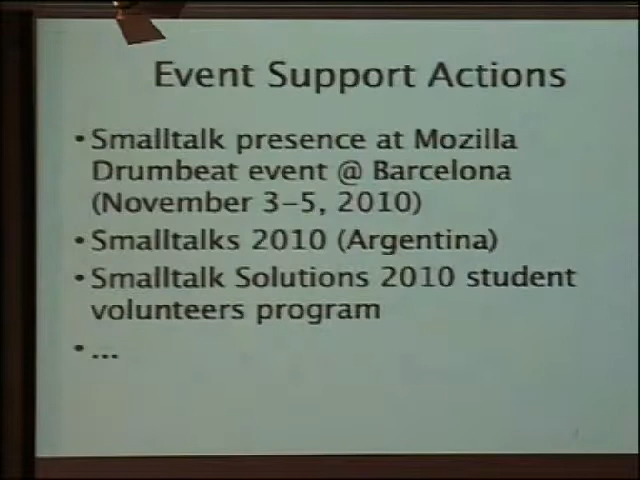 Event Support Actions
• Smalltalk presence at Mozilla
Drumbeat event @ Barcelona
(November 3-5, 2010)
• Smalltalks 2010 (Argentina)
• Smalltalk Solutions 2010 student
volunteers program
• ...